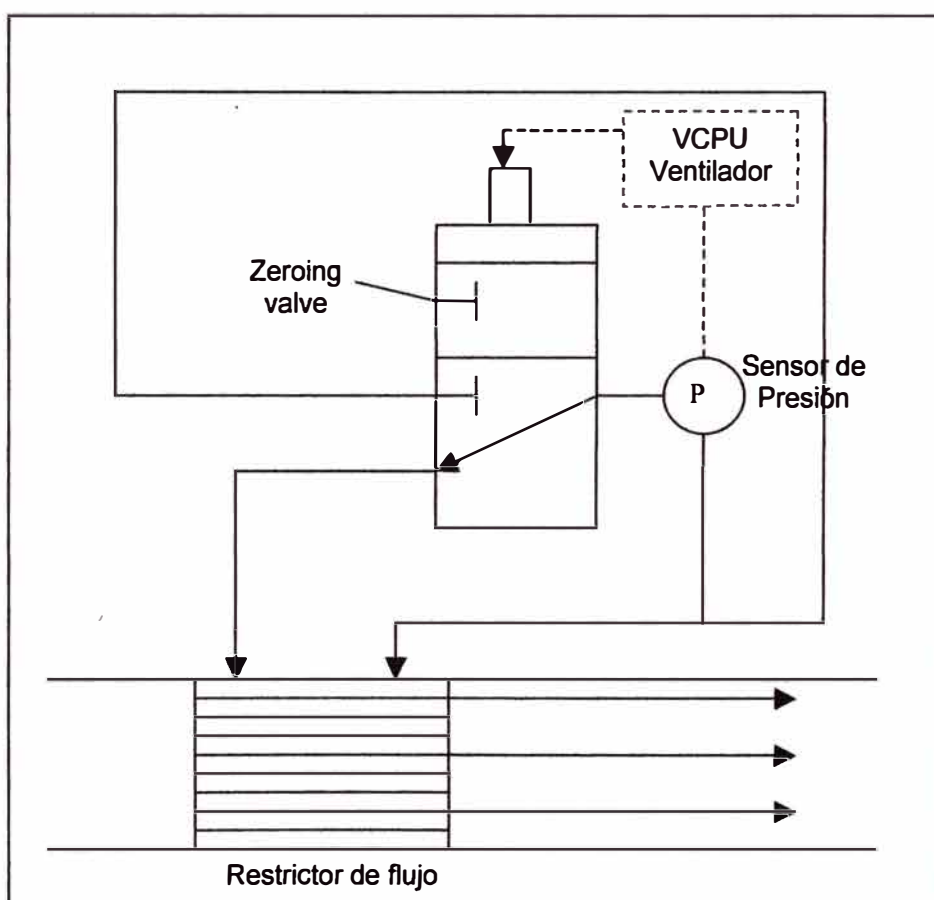 VCPU
Ventilador
Zeroing
valve
Sensor de
Presión
P
Restrictor de flujo